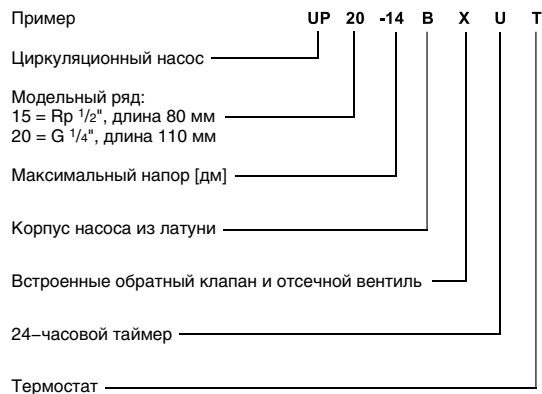 Пример UP 20 -14 B X U T
Циркуляционный насос
Модельный ряд:
15 = Rp 1/2", длина 80 мм
20 = G 1/4", длина 110 мм
Максимальный напор [дм]
Корпус насоса из латуни
Встроенные обратный клапан и отсечной вентиль
24–часовой таймер
Термостат